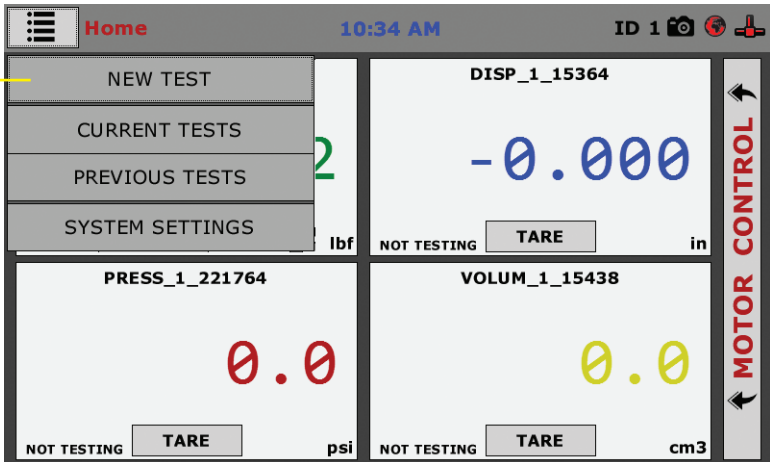 Home 10:34 AM ID 1
NEW TEST
CURRENT TESTS
PREVIOUS TESTS
SYSTEM SETTINGS
2
lbf
DISP_1_15364
-0.000
NOT TESTING TARE in
PRESS_1_221764
0.0
NOT TESTING TARE psi
VOLUM_1_15438
0.0
NOT TESTING TARE cm3
MOTOR CONTROL